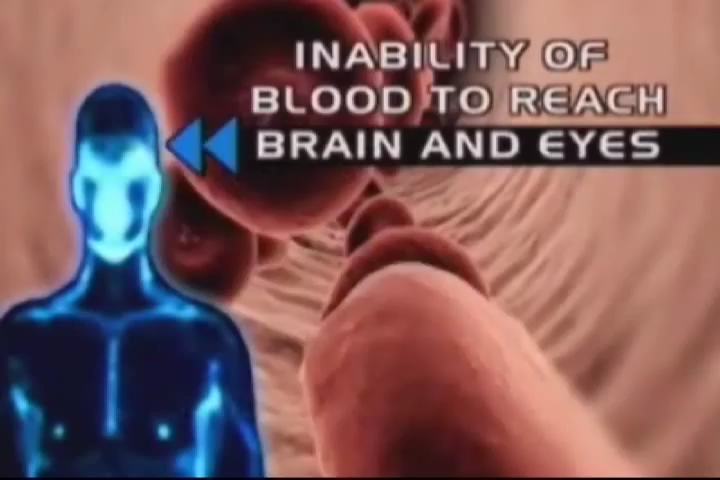 INABILITY OF
BLOOD TO REACH
BRAIN AND EYES